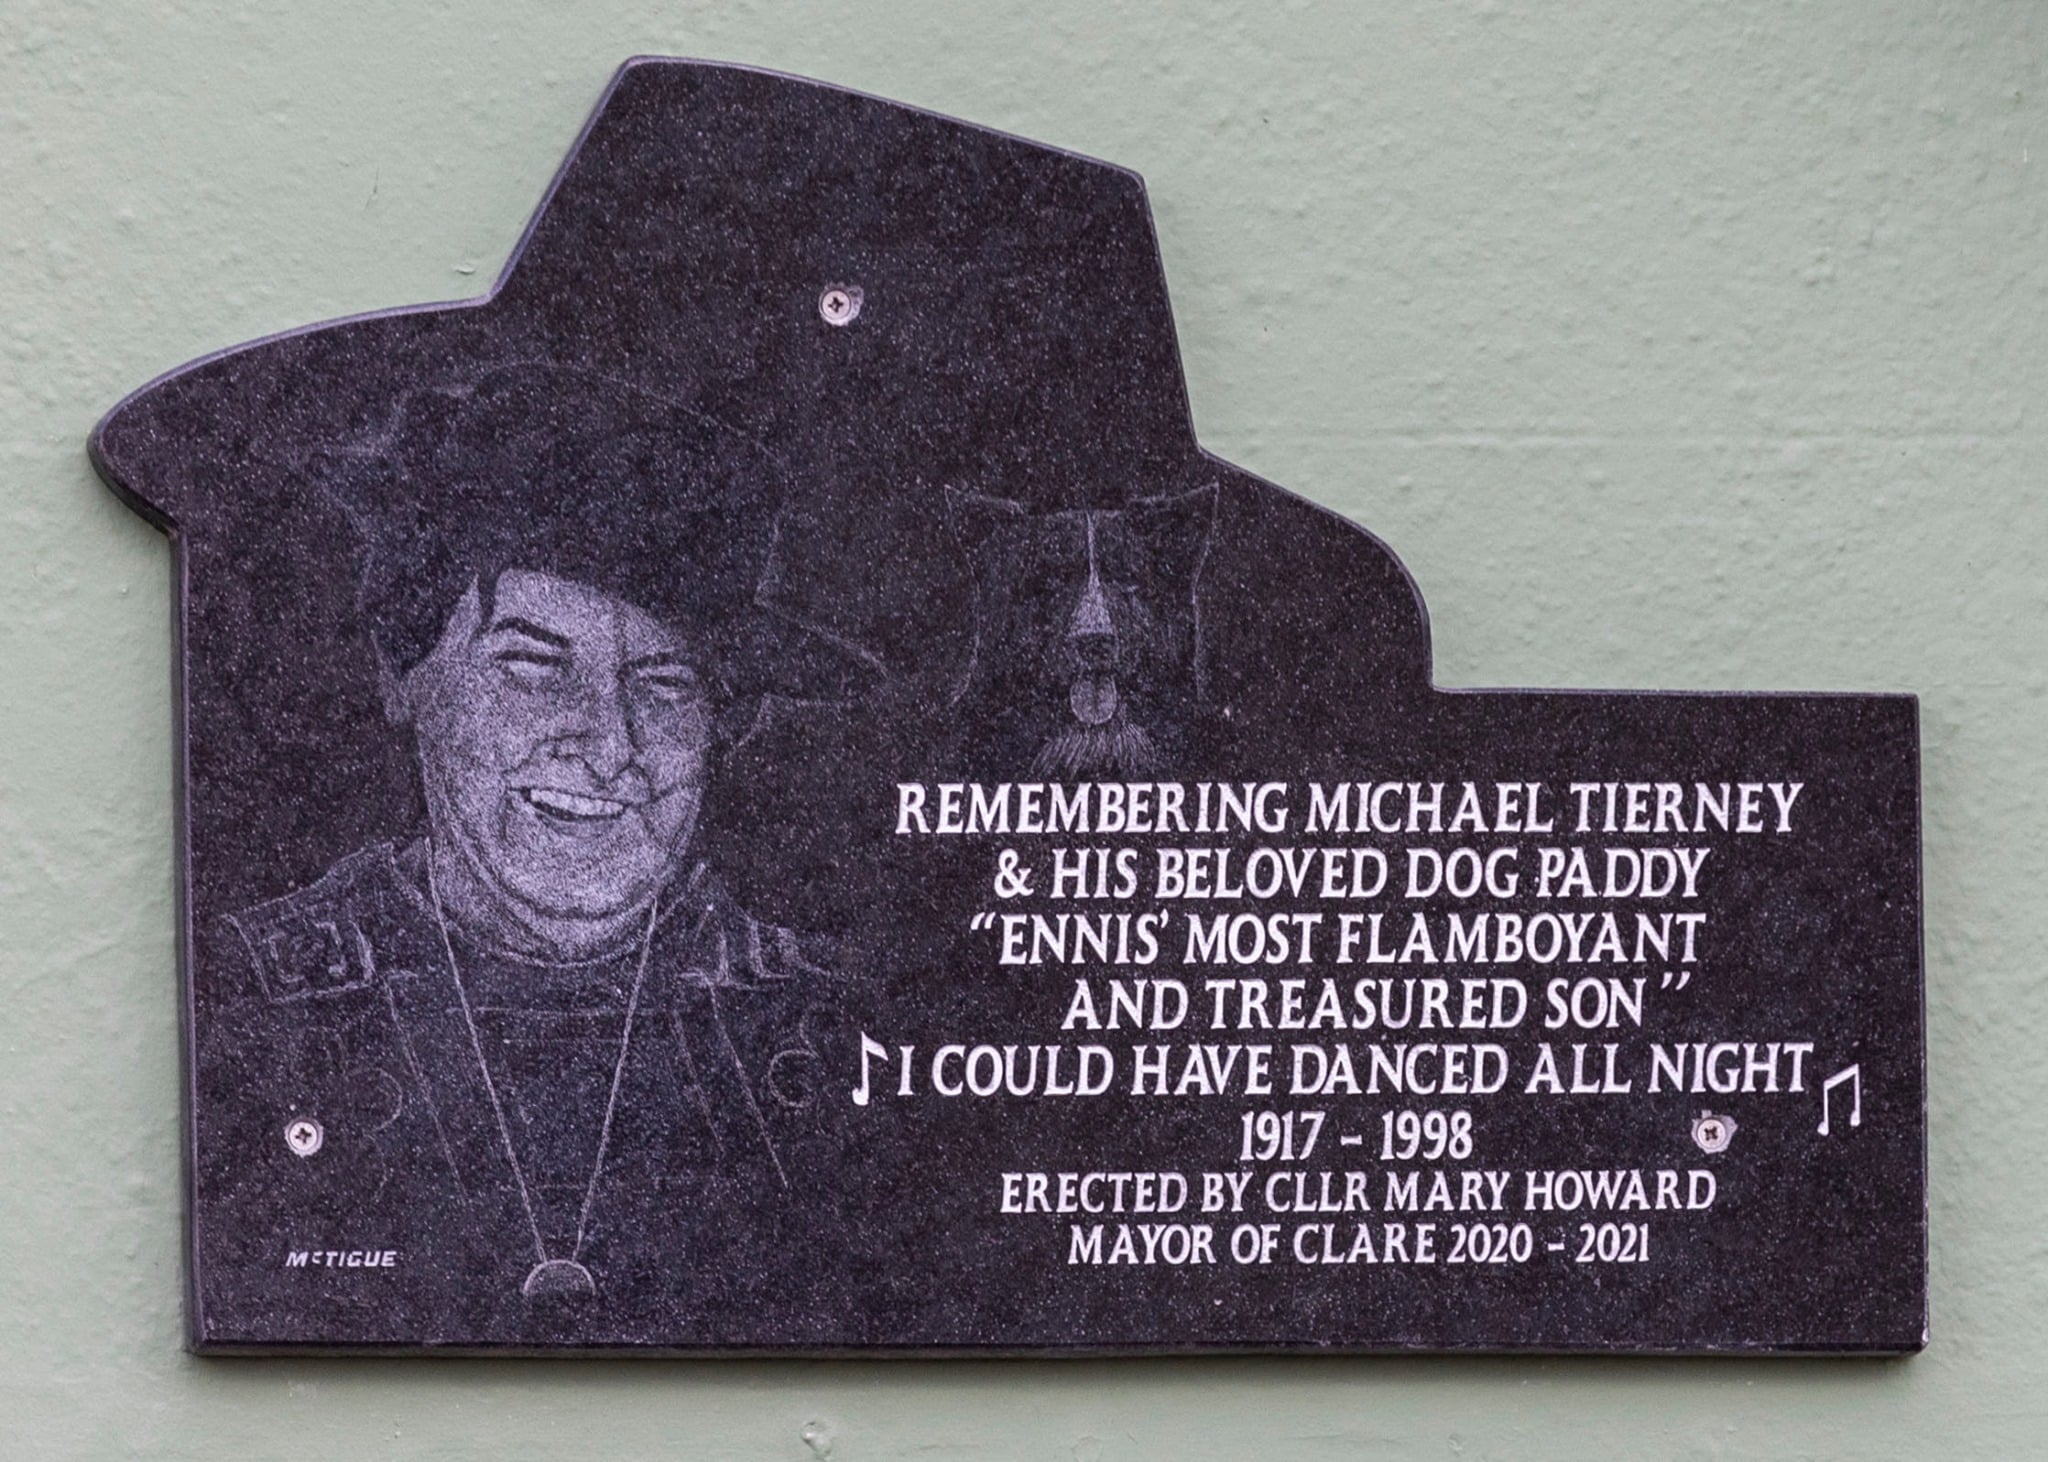 REMEMBERING MICHAEL TIERNEY
& HIS BELOVED DOG PADDY
“ENNIS’ MOST FLAMBOYANT
AND TREASURED SON”
♪ I COULD HAVE DANCED ALL NIGHT ♫
1917 – 1998
ERECTED BY CLLR MARY HOWARD
MAYOR OF CLARE 2020 – 2021
McTIGUE